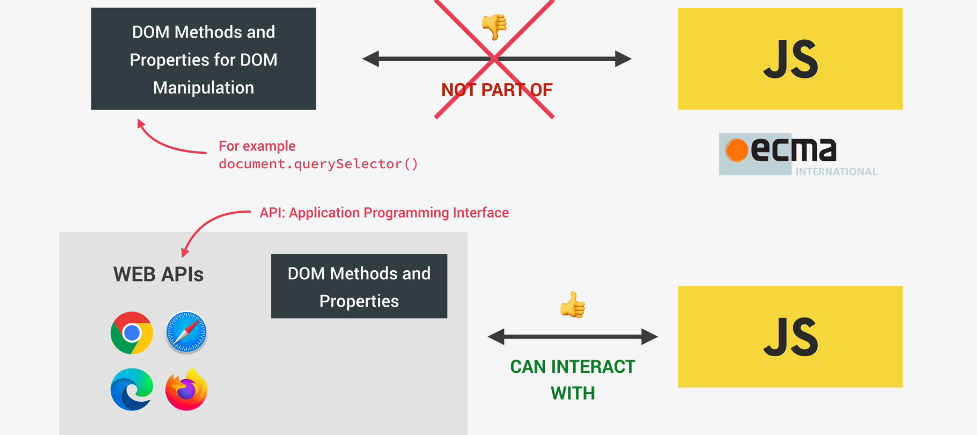 DOM Methods and
Properties for DOM
Manipulation
NOT PART OF
JS
For example
document.querySelector()
ecma
INTERNATIONAL
API: Application Programming Interface
WEB APIs
DOM Methods and
Properties
CAN INTERACT
WITH
JS